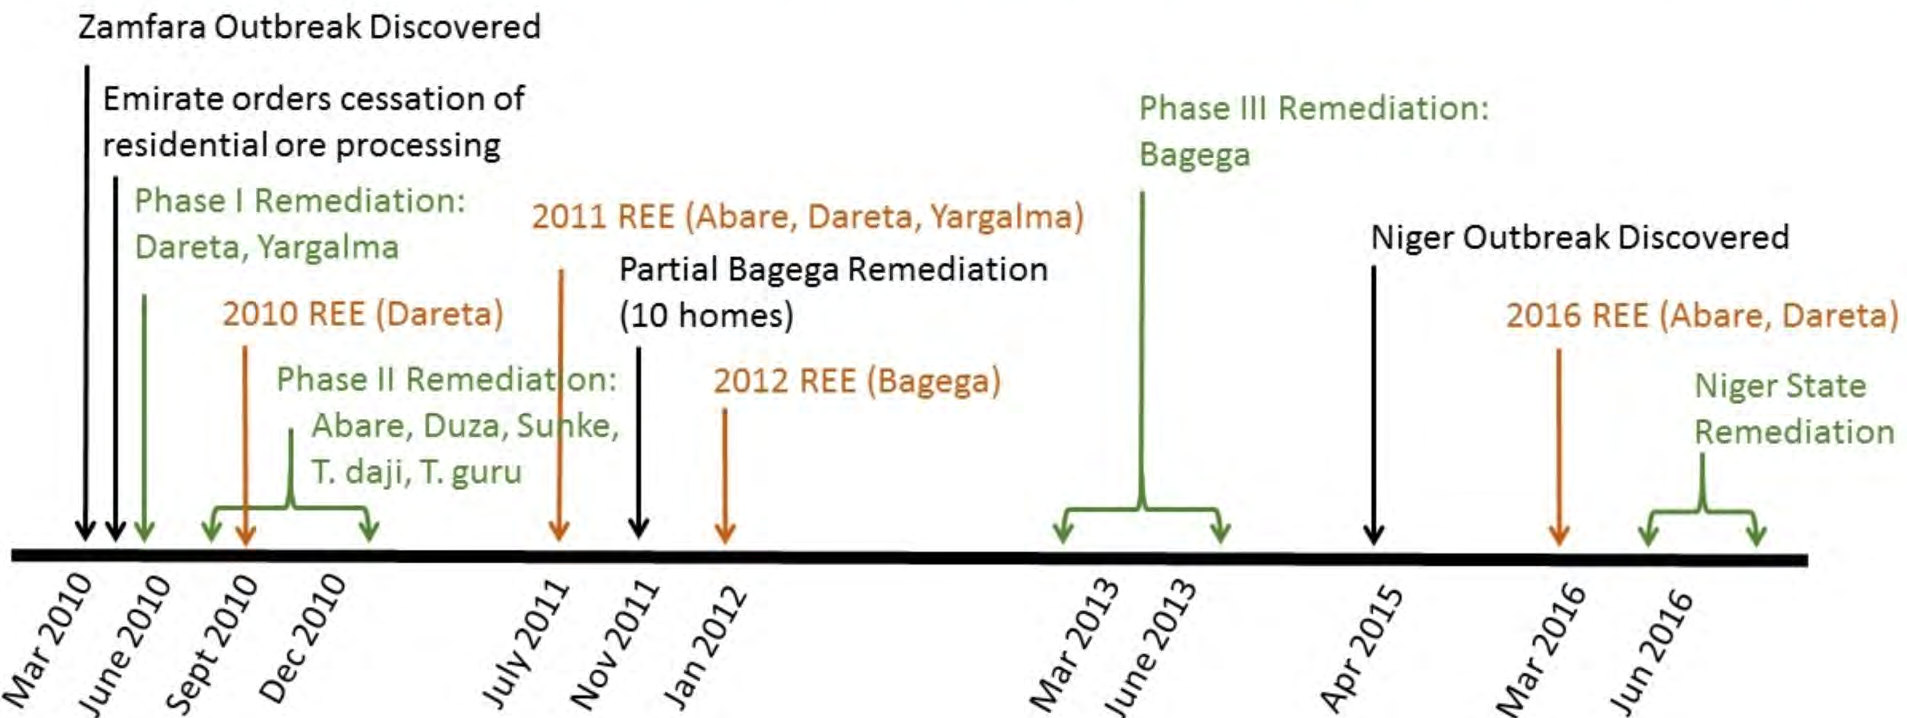 Zamfara Outbreak Discovered
Emirate orders cessation of
residential ore processing
Phase I Remediation:
Dareta, Yargalma
2010 REE (Dareta)
Phase II Remediation:
Abare, Duza, Sunke,
T. daji, T. guru
2011 REE (Abare, Dareta, Yargalma)
Partial Bagega Remediation
(10 homes)
2012 REE (Bagega)
Phase III Remediation:
Bagega
Niger Outbreak Discovered
2016 REE (Abare, Dareta)
Niger State
Remediation
Mar 2010
June 2010
Sept 2010
Dec 2010
July 2011
Nov 2011
Jan 2012
Mar 2013
June 2013
Apr 2015
Mar 2016
Jun 2016